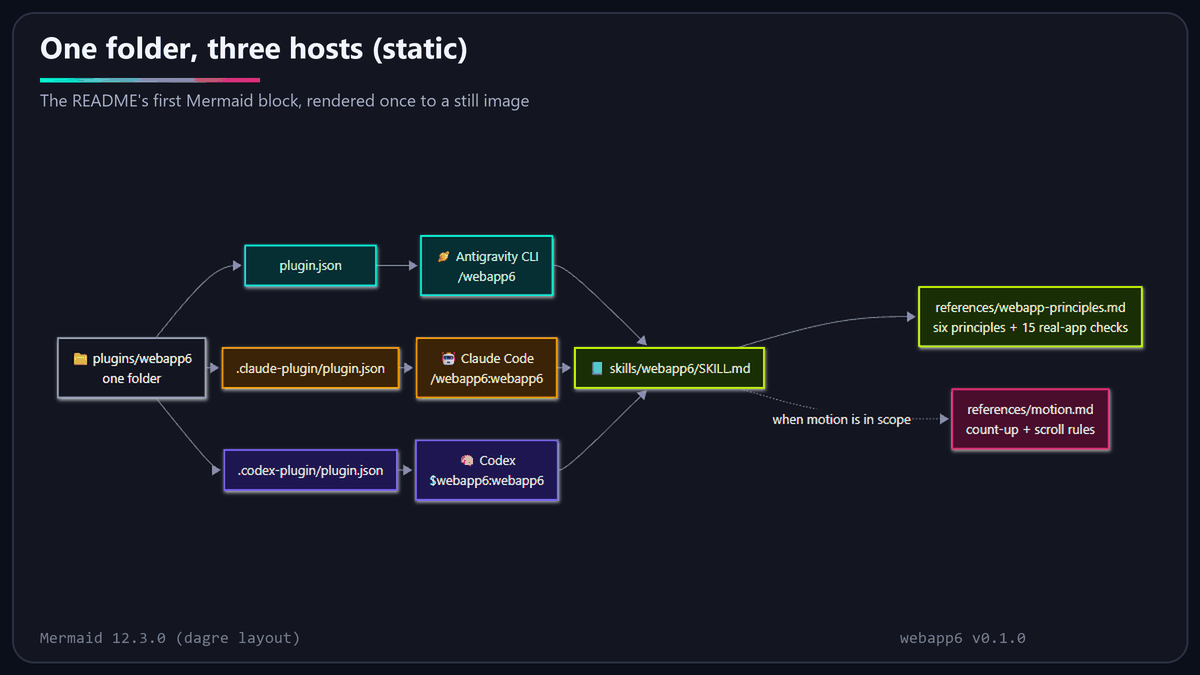 One folder, three hosts (static)
The README's first Mermaid block, rendered once to a still image
plugins/webapp6
one folder
plugin.json
Antigravity CLI
/webapp6
.claude-plugin/plugin.json
Claude Code
/webapp6:webapp6
.codex-plugin/plugin.json
Codex
$webapp6:webapp6
skills/webapp6/SKILL.md
references/webapp-principles.md
six principles + 15 real-app checks
when motion is in scope
references/motion.md
count-up + scroll rules
Mermaid 12.3.0 (dagre layout)
webapp6 v0.1.0